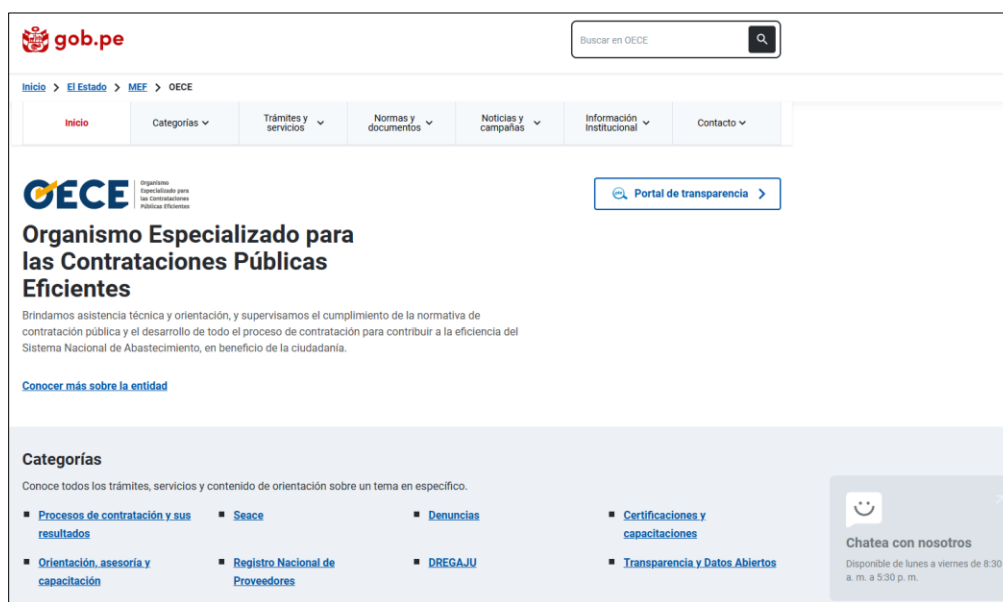 gob.pe
Buscar en OECE
Inicio > El Estado > MEF > OECE
Inicio
Categorías
Trámites y
servicios
Normas y
documentos
Noticias y
campañas
Información
Institucional
Contacto
OECE
Organismo
Especializado para
las Contrataciones
Públicas Eficientes
Portal de transparencia
Organismo Especializado para
las Contrataciones Públicas
Eficientes
Brindamos asistencia técnica y orientación, y supervisamos el cumplimiento de la normativa de
contratación pública y el desarrollo de todo el proceso de contratación para contribuir a la eficiencia del
Sistema Nacional de Abastecimiento, en beneficio de la ciudadanía.
Conocer más sobre la entidad
Categorías
Conoce todos los trámites, servicios y contenido de orientación sobre un tema en específico.
Procesos de contratación y sus
resultados
Seace
Denuncias
Certificaciones y
capacitaciones
Orientación, asesoría y
capacitación
Registro Nacional de
Proveedores
DREGAJU
Transparencia y Datos Abiertos
Chatea con nosotros
Disponible de lunes a viernes de 8:30
a. m. a 5:30 p. m.